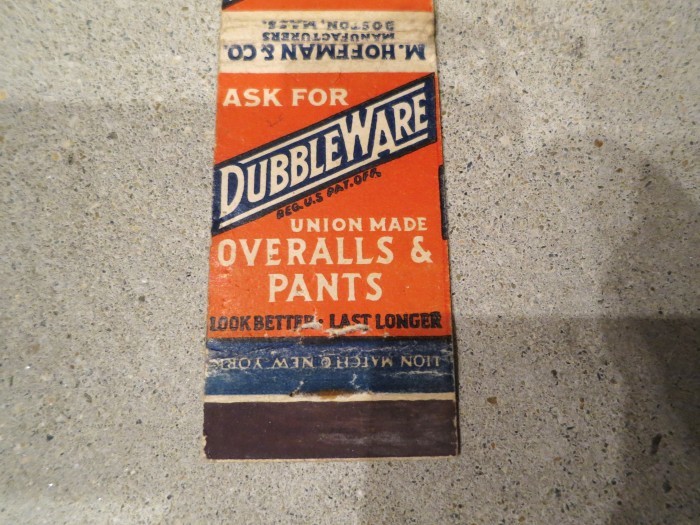 M. HOFFMAN & CO.
MANUFACTURERS
BOSTON, MASS.
ASK FOR
DUBBLEWARE
REG. U.S. PAT. OFF.
UNION MADE
OVERALLS &
PANTS
LOOK BETTER · LAST LONGER
LION MATCH CO NEW YORK